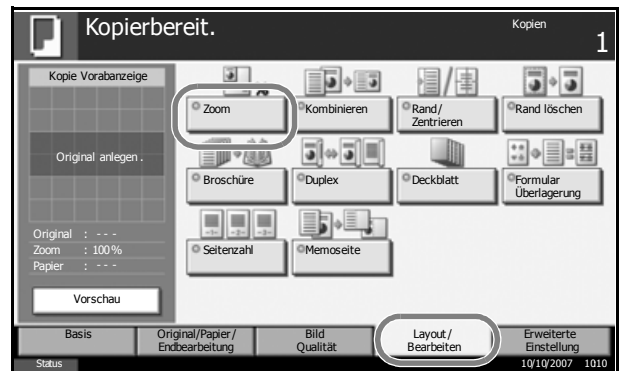 Kopierbereit.
Kopien
1
Kopie Vorabanzeige
Original anlegen.
Original : - - -
Zoom : 100%
Papier : - - -
Vorschau
Zoom
Kombinieren
Rand/
Zentrieren
Rand löschen
Broschüre
Duplex
Deckblatt
Formular
Überlagerung
Seitenzahl
Memoseite
Basis
Original/Papier/
Endbearbeitung
Bild
Qualität
Layout/
Bearbeiten
Erweiterte
Einstellung
Status
10/10/2007 1010